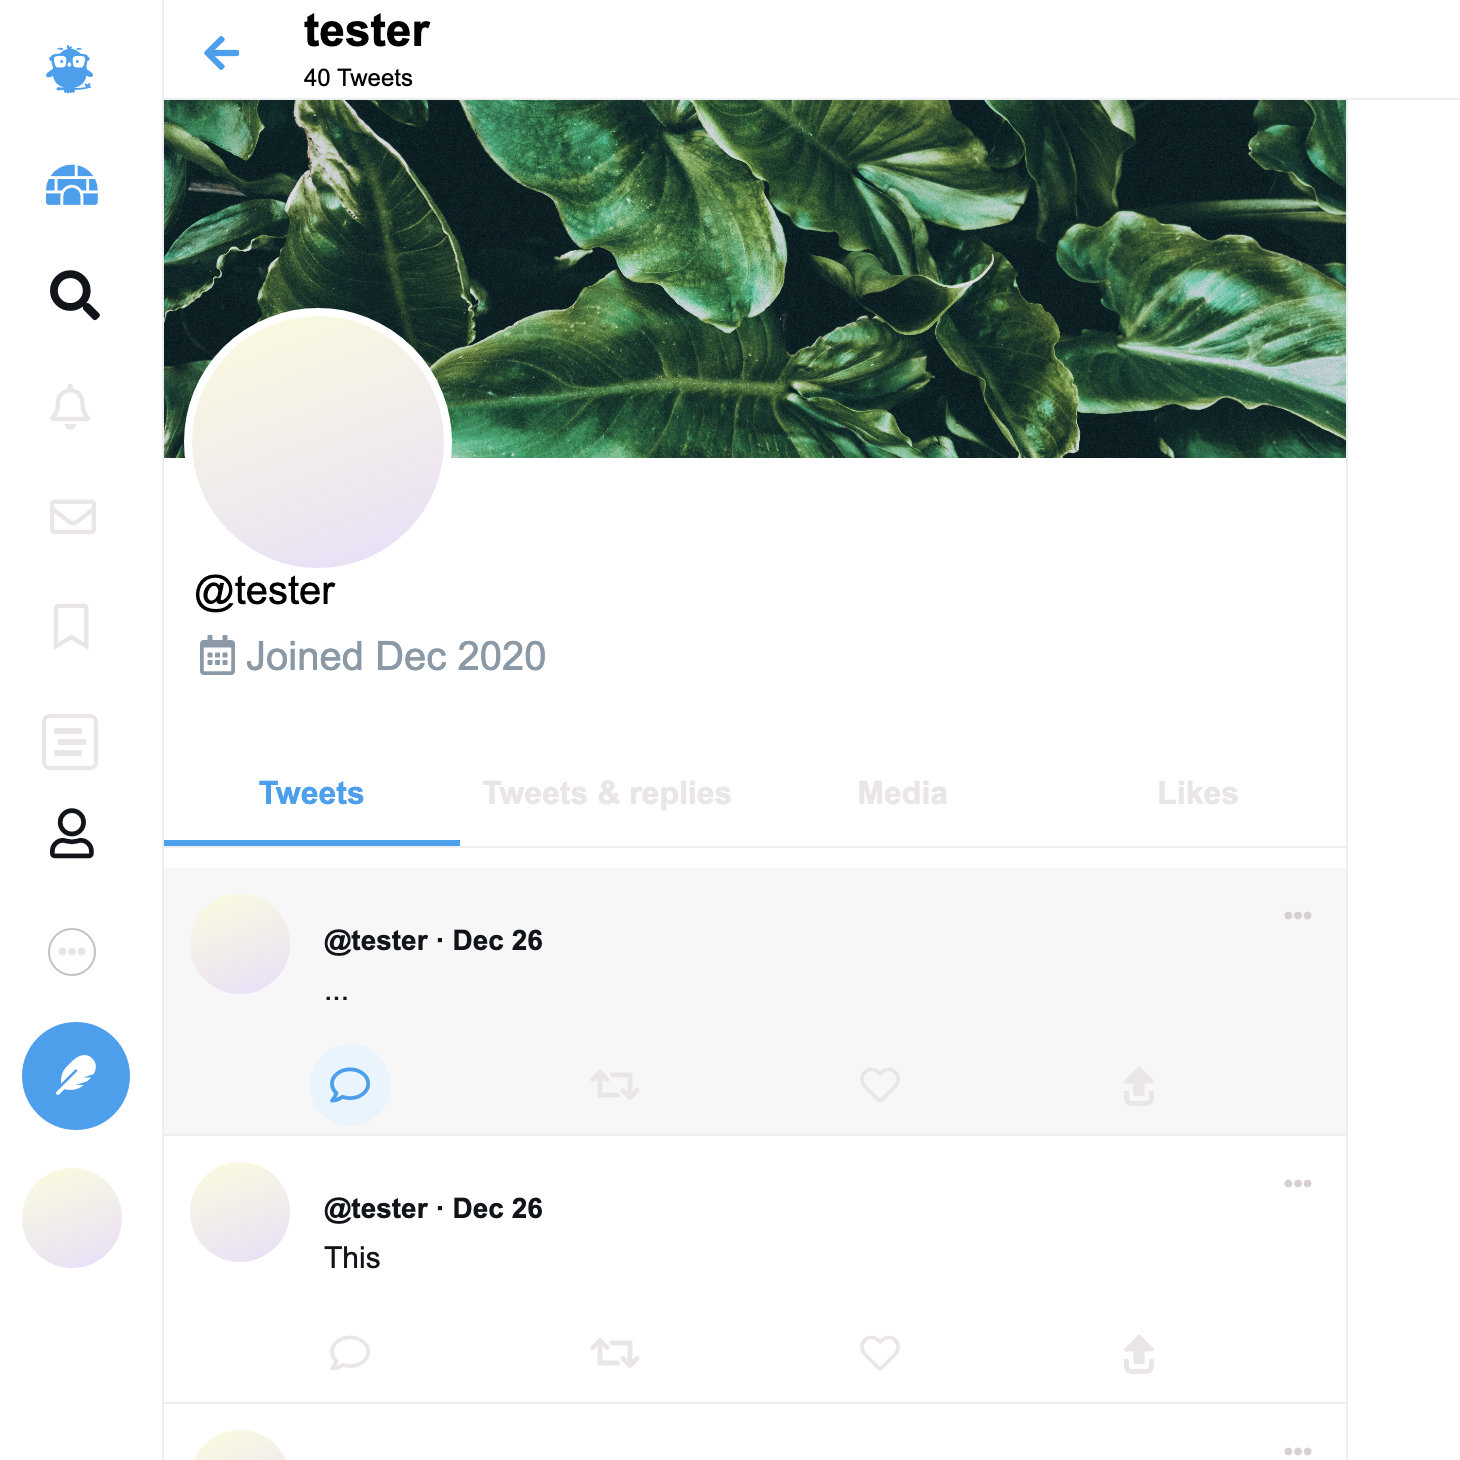 tester
40 Tweets
@tester
Joined Dec 2020
Tweets
Tweets & replies
Media
Likes
@tester · Dec 26
...
@tester · Dec 26
This